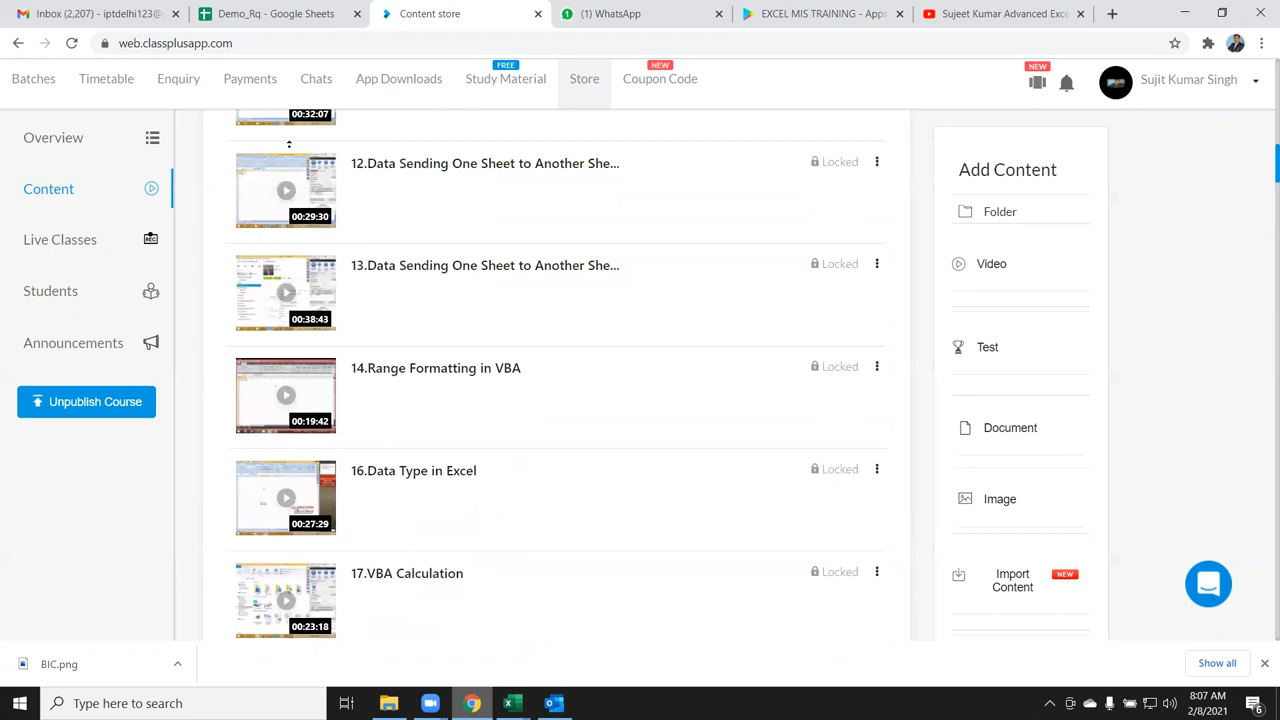 (2,207) - iptdelhi123@g
Demo_Rq - Google Sheets
Content store
(1) WhatsApp
EXCEL MIS TRAINING - Apps
Sujeet Kumar Advance Exce
web.classplusapp.com
FREE
NEW
NEW
Batches
Timetable
Enquiry
Payments
Chats
App Downloads
Study Material
Store
Coupon Code
Sujit Kumar Singh
Overview
Content
Live Classes
REC
Students
Announcements
Unpublish Course
00:32:07
12.Data Sending One Sheet to Another She...
Locked
00:29:30
13.Data Sending One Sheet to Another She...
Locked
00:38:43
14.Range Formatting in VBA
Locked
00:19:42
16.Data Type in Excel
Locked
00:27:29
17.VBA Calculation
Locked
00:23:18
Add Content
Folder
Video
Test
Document
Image
Import
Content
NEW
BIC.png
Show all
Type here to search
8:07 AM
2/8/2021
6